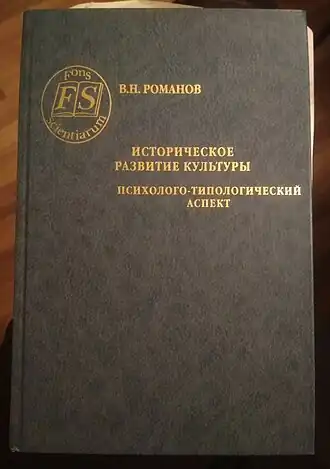 Fons
FS
Scientiarum
В.Н. РОМАНОВ
ИСТОРИЧЕСКОЕ
РАЗВИТИЕ КУЛЬТУРЫ
ПСИХОЛОГО-ТИПОЛОГИЧЕСКИЙ
АСПЕКТ